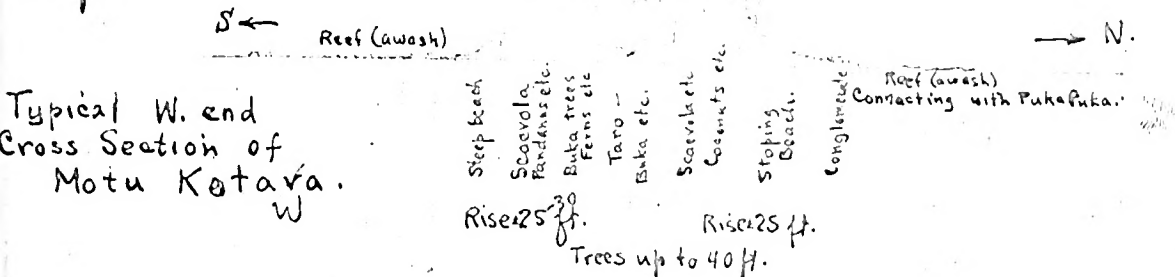 S ←
Reef (awash)
→ N.
Typical W. end
Cross Section of
Motu Kotava.
W
Steep beach
Scaevola
Pandanas etc.
Buka trees
Ferns etc
Taro –
Buka etc.
Scaevola etc
Coconuts etc.
Sloping
Beach.
Conglomerate
Reef (awash)
Connecting with PukaPuka.
Rise 25-30 ft.
Rise 25 ft.
Trees up to 40 ft.